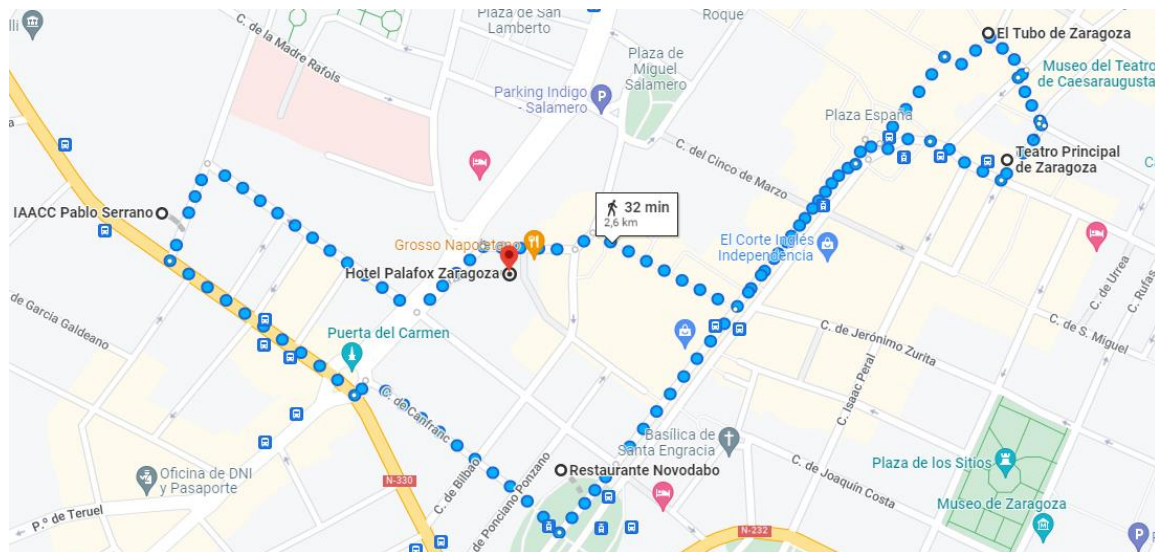 Plaza de San
Lamberto
Roque
El Tubo de Zaragoza
C. de la Madre Rafols
Plaza de
Miguel
Salamero
Museo del Teatro
de Caesaraugusta
Parking Indigo
- Salamero
P
Plaza España
C. del Cinco de Marzo
Teatro Principal
de Zaragoza
IAACC Pablo Serrano
32 min
2,6 km
Grosso Napoletano
El Corte Inglés
Independencia
Hotel Palafox Zaragoza
C. de Urrea
C. Rufas
de García Galdeano
Puerta del Carmen
C. de Jerónimo Zurita
C. de S. Miguel
C. Isaac Peral
C. de Canfranc
Basílica de
Santa Engracia
Restaurante Novodabo
Plaza de los Sitios
Oficina de DNI
y Pasaporte
N-330
C. de Bilbao
de Ponciano Ponzano
C. de Joaquín Costa
Museo de Zaragoza
P.º de Teruel
N-232
P